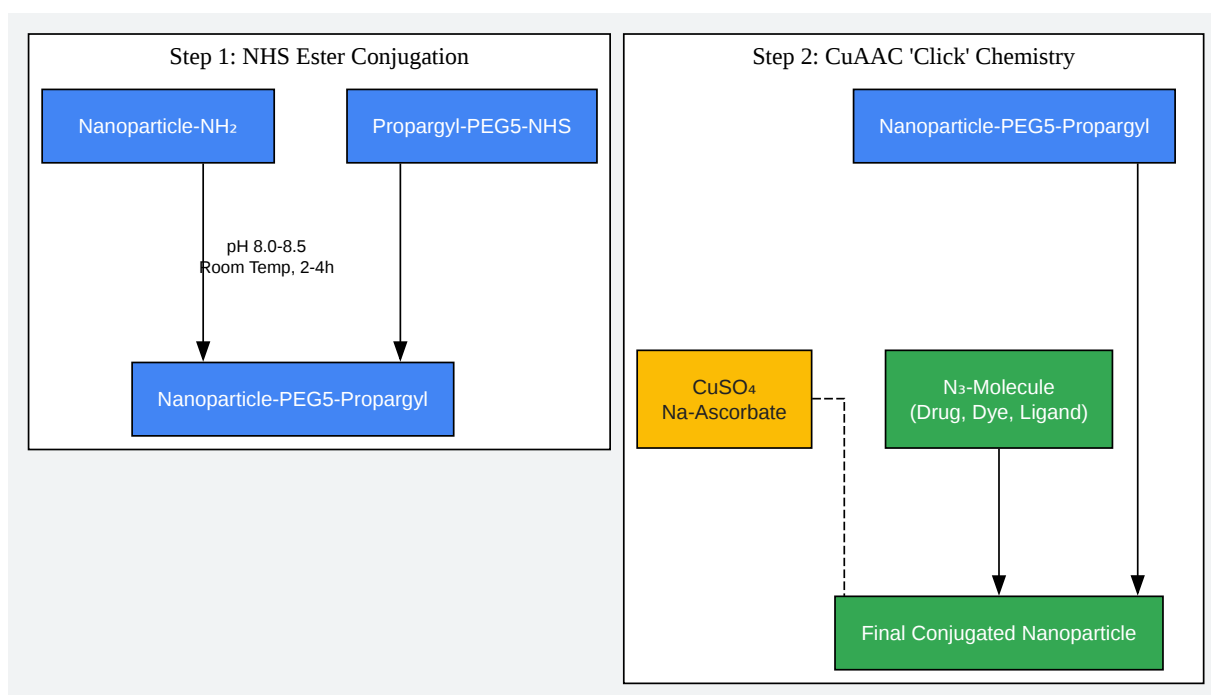 Step 1: NHS Ester Conjugation
Nanoparticle-NH₂
Propargyl-PEG5-NHS
pH 8.0-8.5
Room Temp, 2-4h
Nanoparticle-PEG5-Propargyl
Step 2: CuAAC 'Click' Chemistry
Nanoparticle-PEG5-Propargyl
CuSO₄
Na-Ascorbate
N₃-Molecule
(Drug, Dye, Ligand)
Final Conjugated Nanoparticle